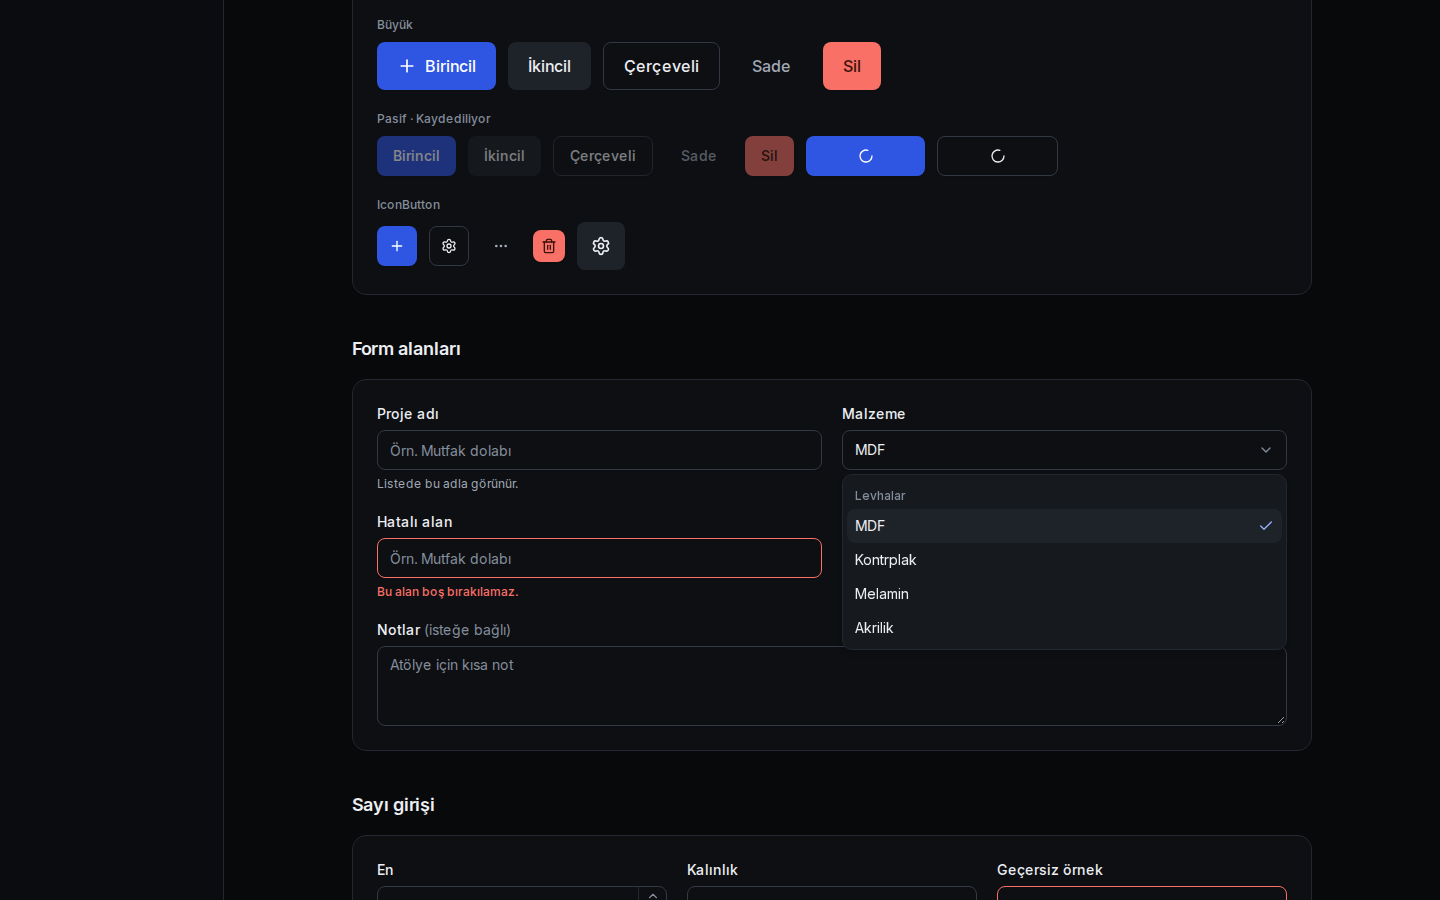 Büyük
Birincil İkincil Çerçeveli Sade Sil
Pasif · Kaydediliyor
Birincil İkincil Çerçeveli Sade Sil
IconButton
Form alanları
Proje adı
Örn. Mutfak dolabı
Listede bu adla görünür.
Malzeme
MDF
Levhalar
MDF
Kontrplak
Melamin
Akrilik
Hatalı alan
Örn. Mutfak dolabı
Bu alan boş bırakılamaz.
Notlar (isteğe bağlı)
Atölye için kısa not
Sayı girişi
En Kalınlık Geçersiz örnek